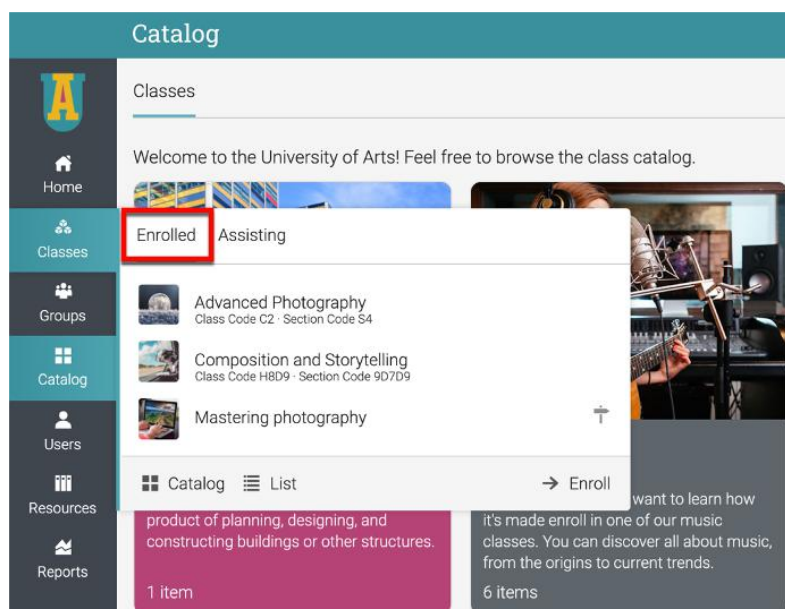 Catalog
A
Home
Classes
Groups
Catalog
Users
Resources
Reports
Classes
Welcome to the University of Arts! Feel free to browse the class catalog.
Enrolled Assisting
Advanced Photography
Class Code C2 · Section Code S4
Composition and Storytelling
Class Code H8D9 · Section Code 9D7D9
Mastering photography
Catalog List Enroll
product of planning, designing, and
constructing buildings or other structures.
1 item
want to learn how
it's made enroll in one of our music
classes. You can discover all about music,
from the origins to current trends.
6 items